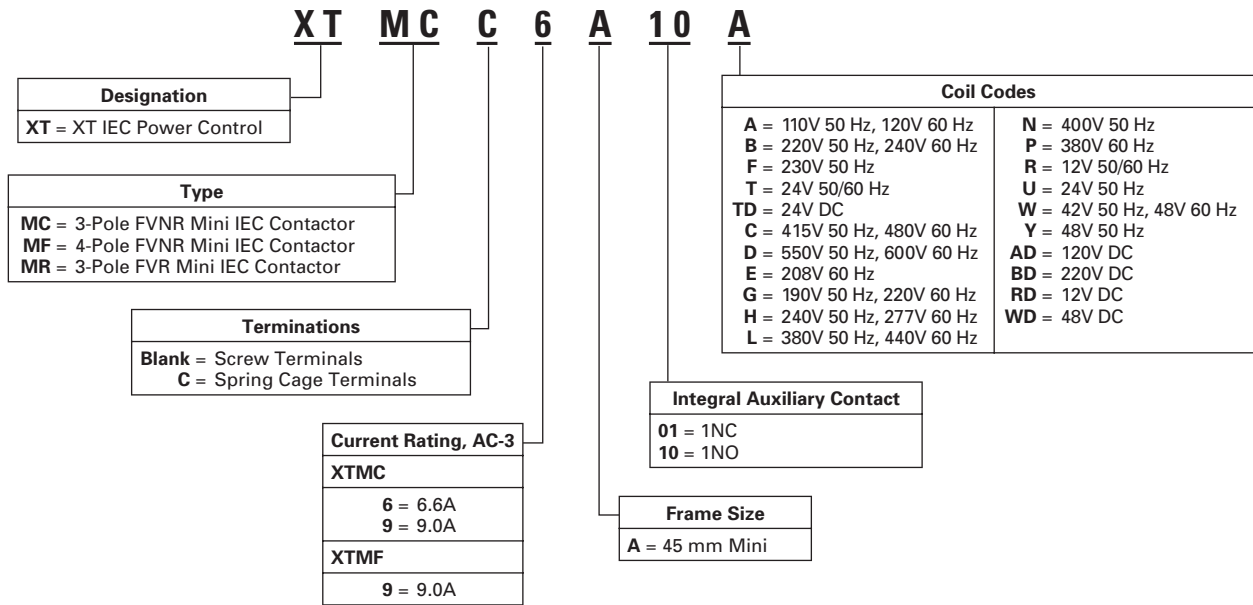 XT MC C 6 A 10 A
Designation
XT = XT IEC Power Control
Type
MC = 3-Pole FVNR Mini IEC Contactor
MF = 4-Pole FVNR Mini IEC Contactor
MR = 3-Pole FVR Mini IEC Contactor
Terminations
Blank = Screw Terminals
C = Spring Cage Terminals
Current Rating, AC-3
XTMC
6 = 6.6A
9 = 9.0A
XTMF
9 = 9.0A
Frame Size
A = 45 mm Mini
Integral Auxiliary Contact
01 = 1NC
10 = 1NO
Coil Codes
A = 110V 50 Hz, 120V 60 Hz
B = 220V 50 Hz, 240V 60 Hz
F = 230V 50 Hz
T = 24V 50/60 Hz
TD = 24V DC
C = 415V 50 Hz, 480V 60 Hz
D = 550V 50 Hz, 600V 60 Hz
E = 208V 60 Hz
G = 190V 50 Hz, 220V 60 Hz
H = 240V 50 Hz, 277V 60 Hz
L = 380V 50 Hz, 440V 60 Hz
N = 400V 50 Hz
P = 380V 60 Hz
R = 12V 50/60 Hz
U = 24V 50 Hz
W = 42V 50 Hz, 48V 60 Hz
Y = 48V 50 Hz
AD = 120V DC
BD = 220V DC
RD = 12V DC
WD = 48V DC